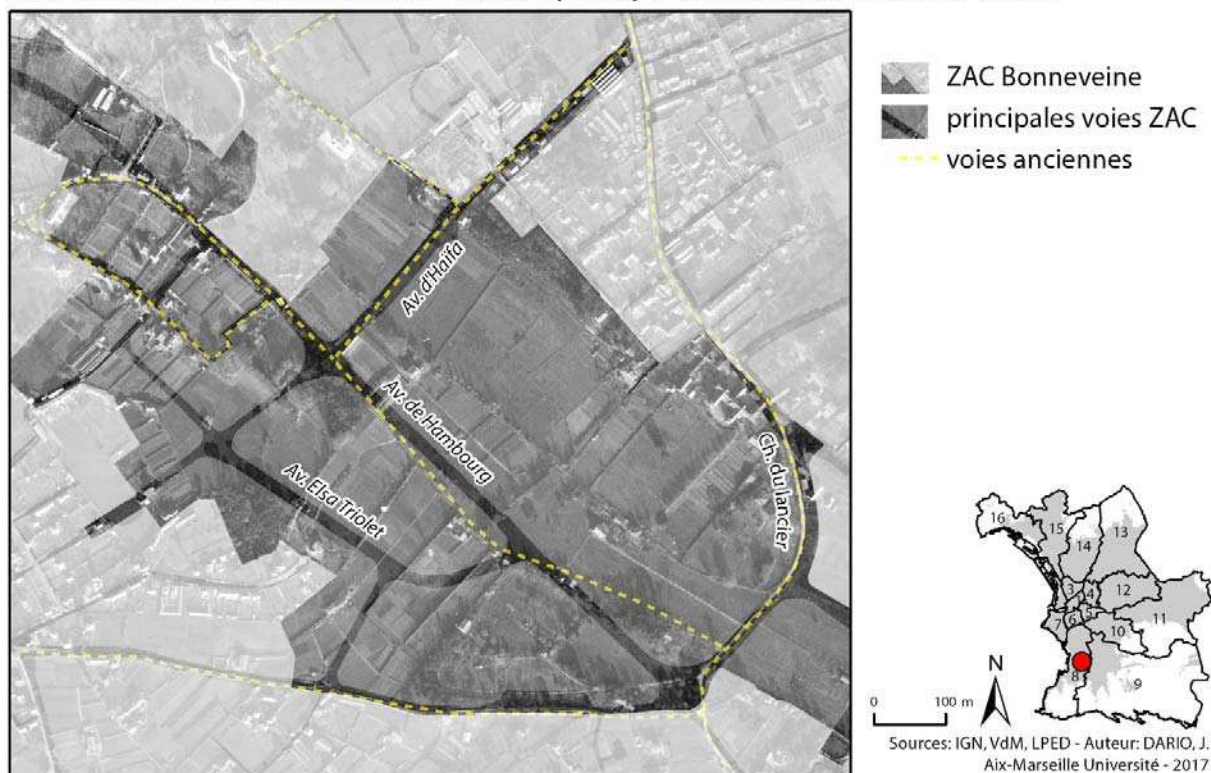 ZAC Bonneveine
principales voies ZAC
voies anciennes
Av. d'Haïfa
Av. de Hambourg
Av. Elsa Triolet
Ch. du lancier
16
15
14
13
3
4
12
7
6
5
10
11
8
9
N
0 100 m
Sources: IGN, VdM, LPED - Auteur: DARIO, J.
Aix-Marseille Université - 2017